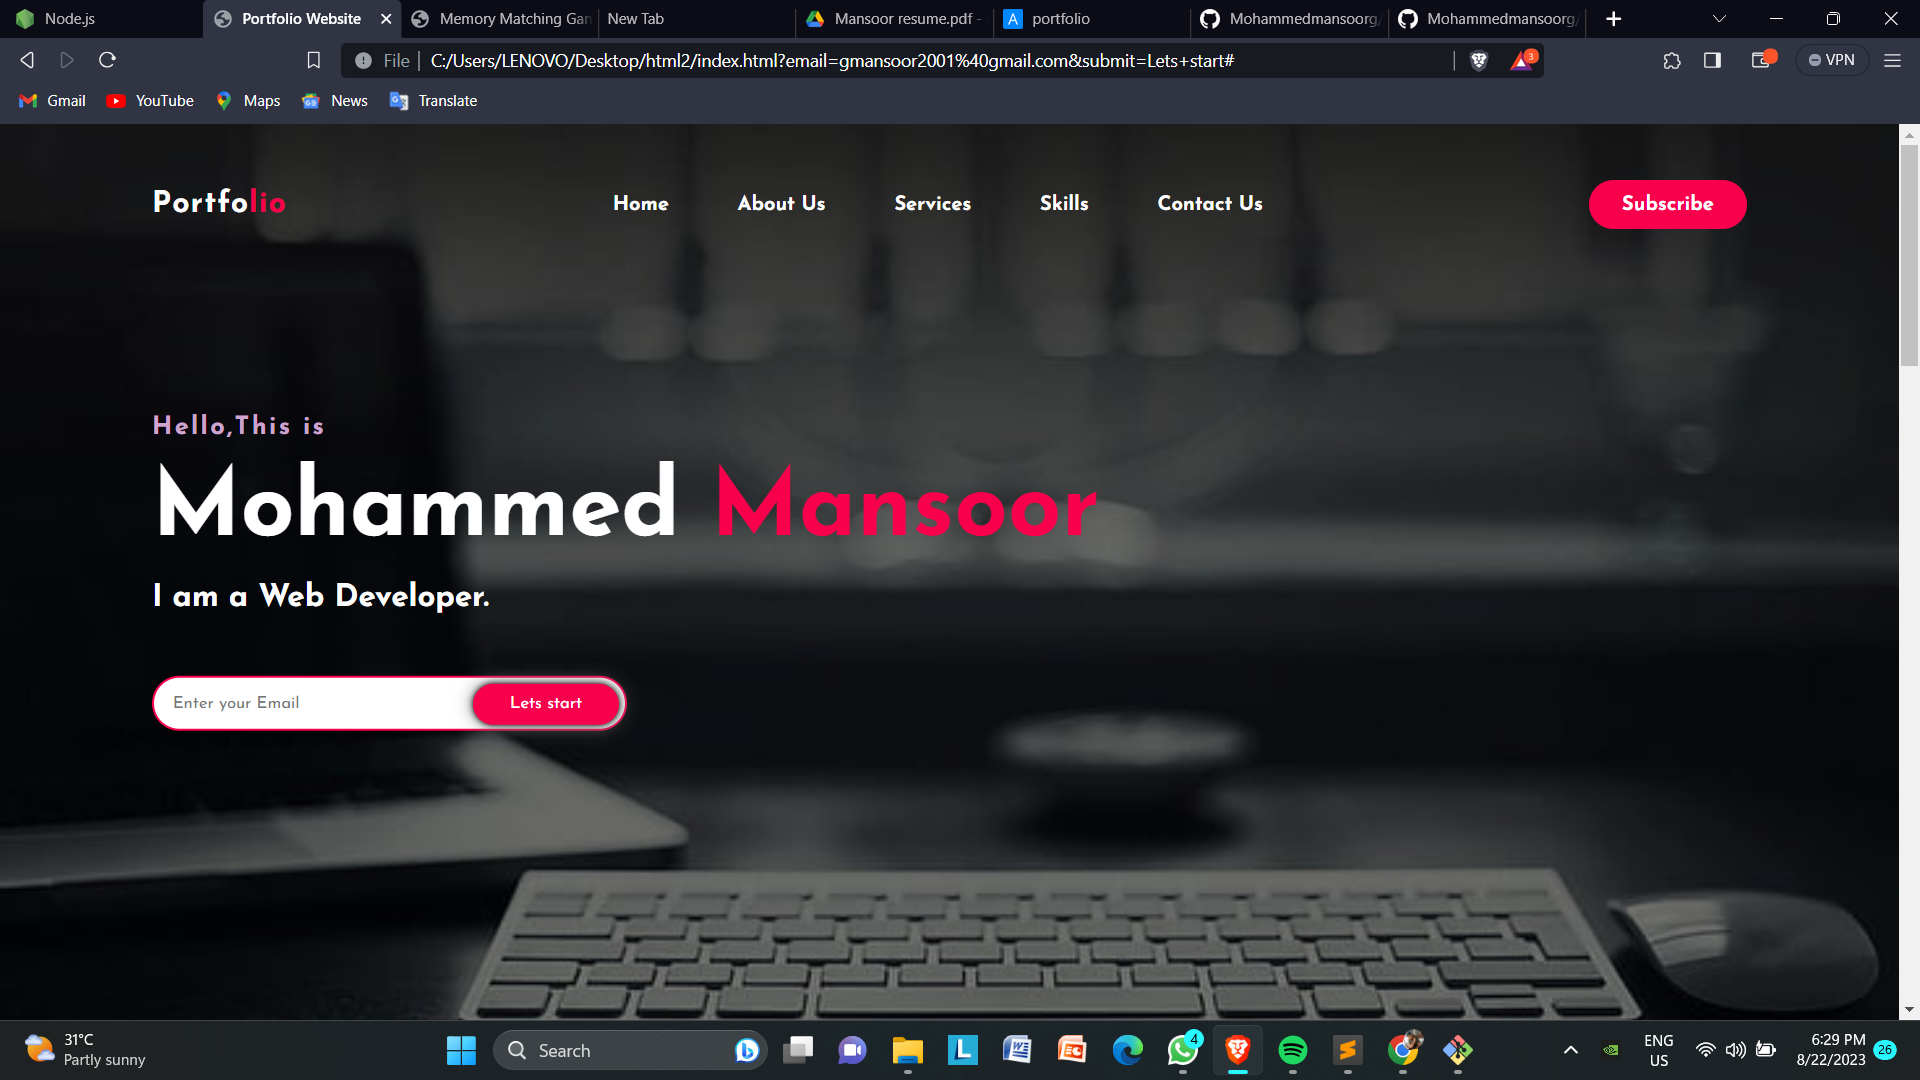 Node.js
Portfolio Website
Memory Matching Gan
New Tab
Mansoor resume.pdf -
A portfolio
Mohammedmansoorg/
Mohammedmansoorg/
File
C:/Users/LENOVO/Desktop/html2/index.html?email=gmansoor2001%40gmail.com&submit=Lets+start#
3
VPN
Gmail
YouTube
Maps
News
Translate
Portfolio
Home
About Us
Services
Skills
Contact Us
Subscribe
Hello,This is
Mohammed Mansoor
I am a Web Developer.
Enter your Email
Lets start
31°C
Partly sunny
Search
L
4
ENG
US
6:29 PM
8/22/2023
26